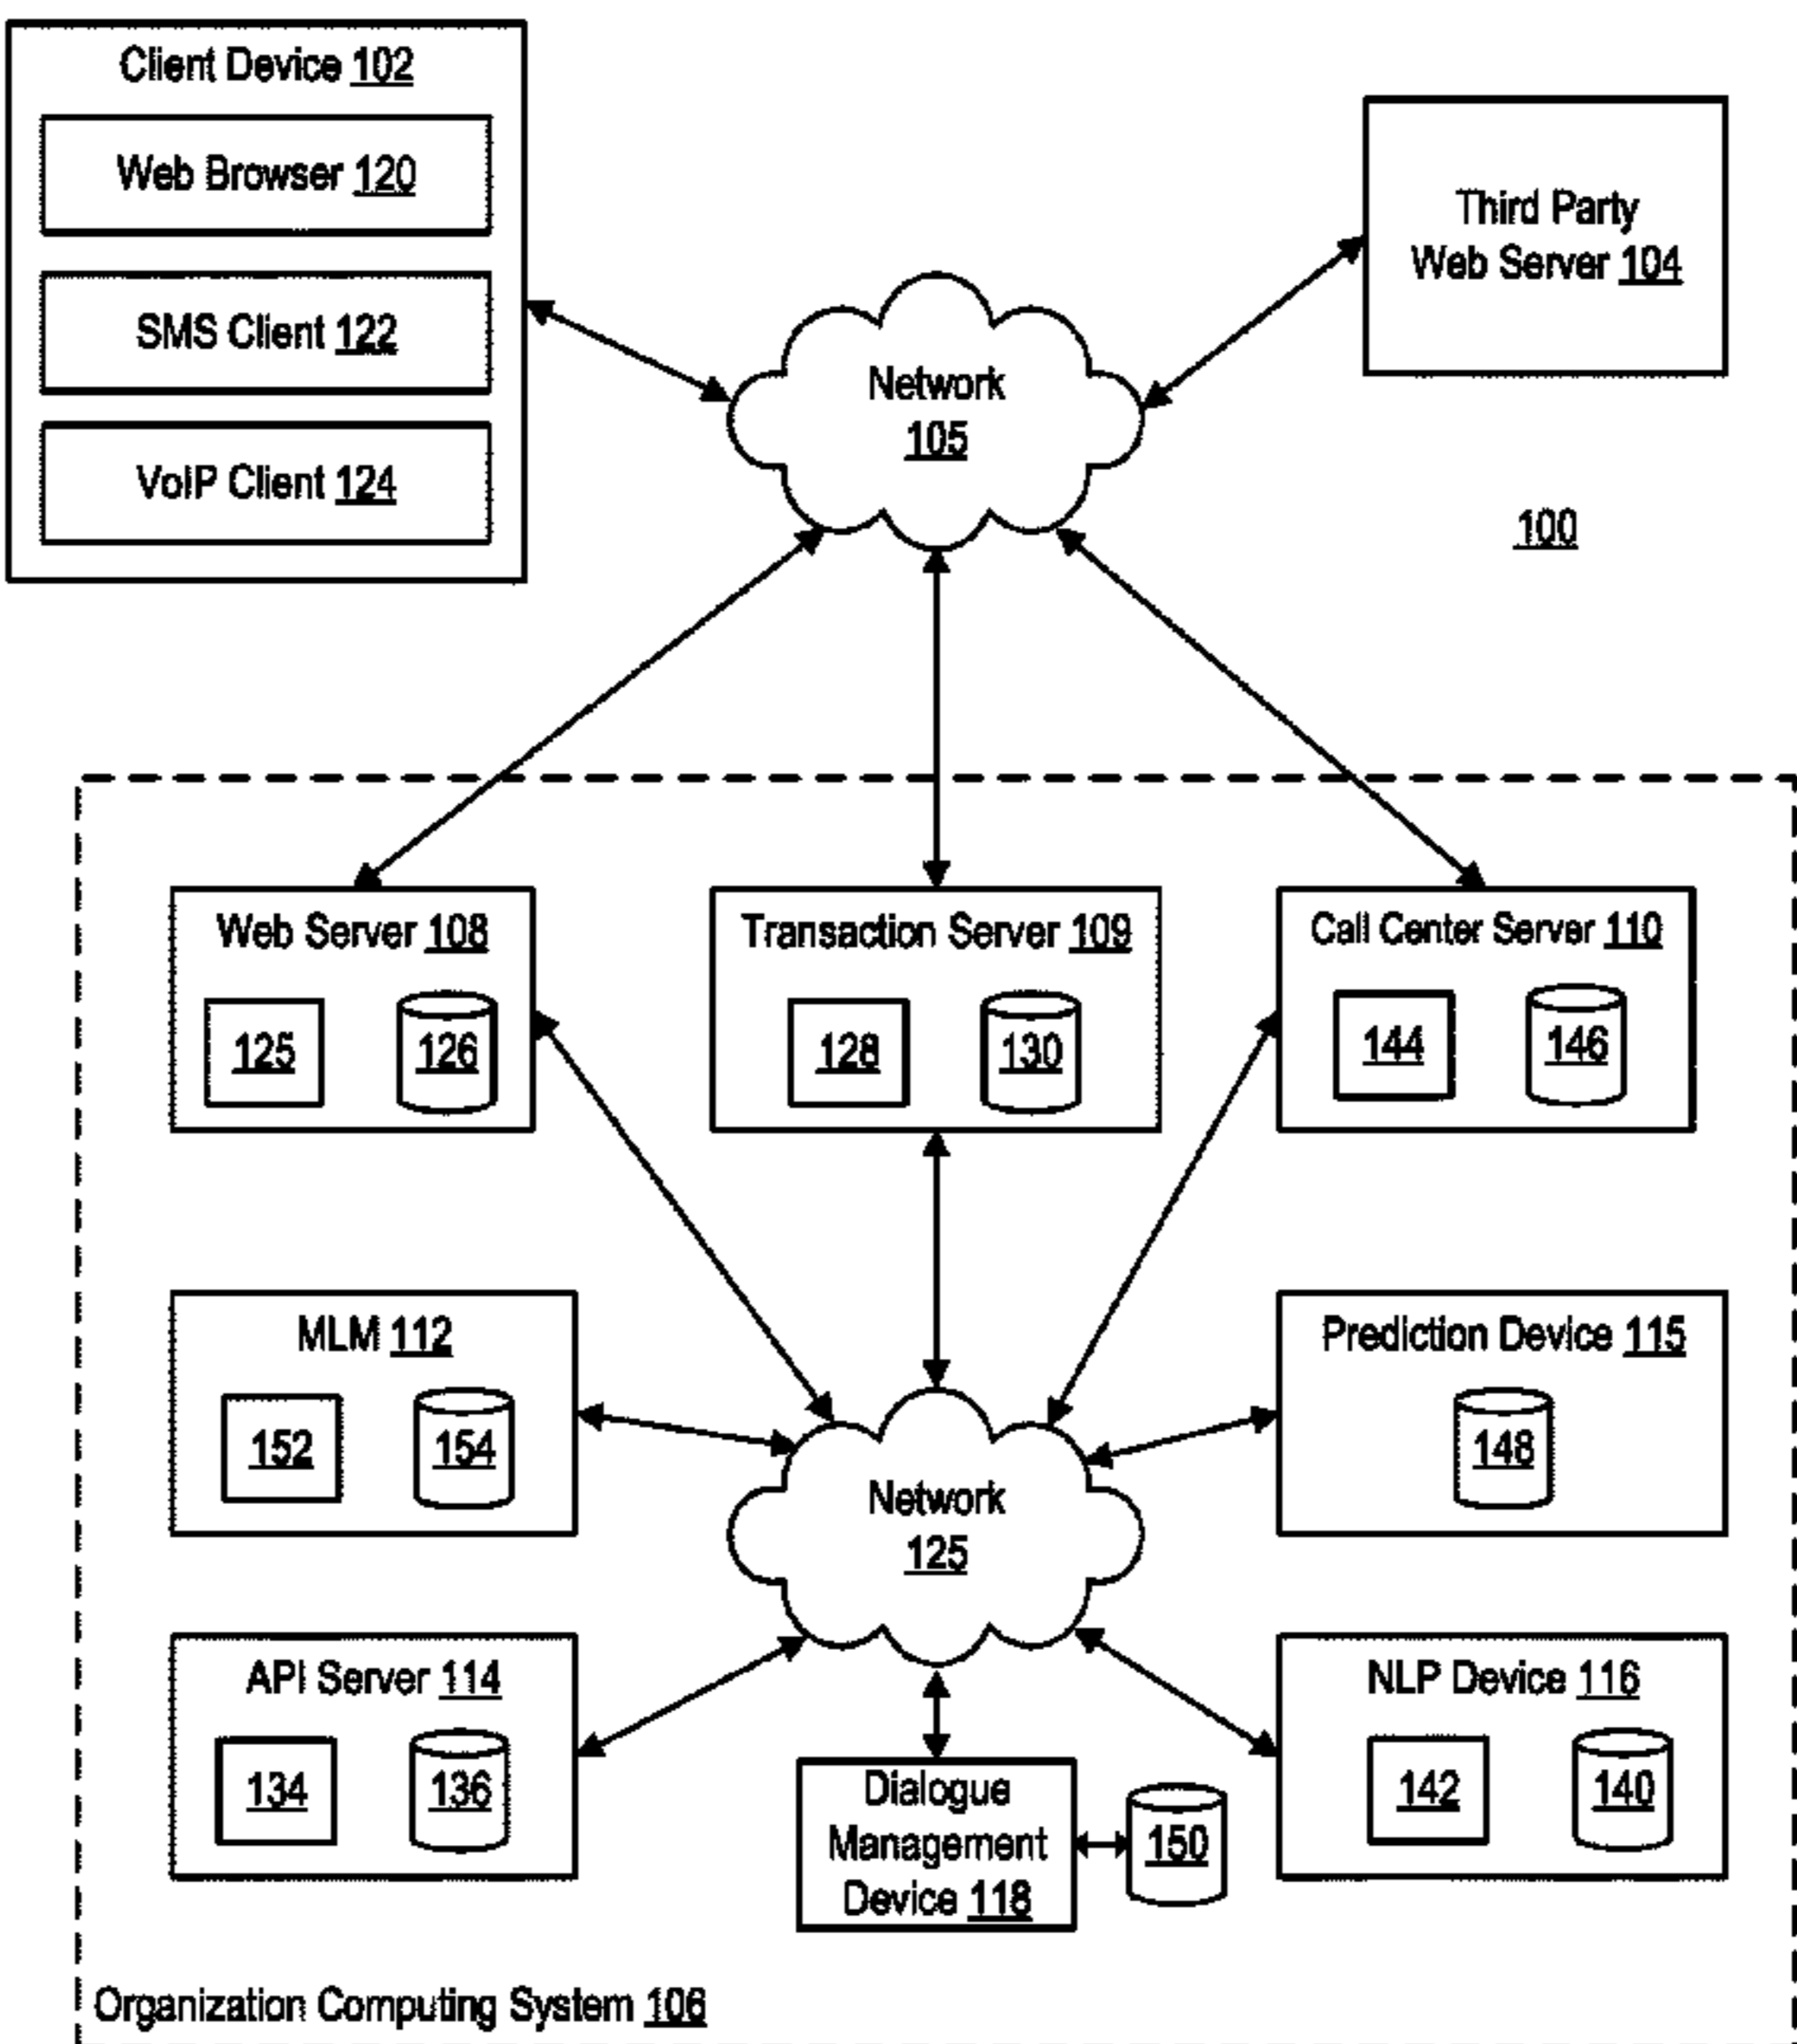 Client Device 102
Web Browser 120
SMS Client 122
VoIP Client 124
Third Party
Web Server 104
Network
105
100
Web Server 108
125
126
Transaction Server 109
128
130
Call Center Server 110
144
146
MLM 112
152
154
Prediction Device 115
148
Network
125
API Server 114
134
136
Dialogue
Management
Device 118
150
NLP Device 116
142
140
Organization Computing System 106